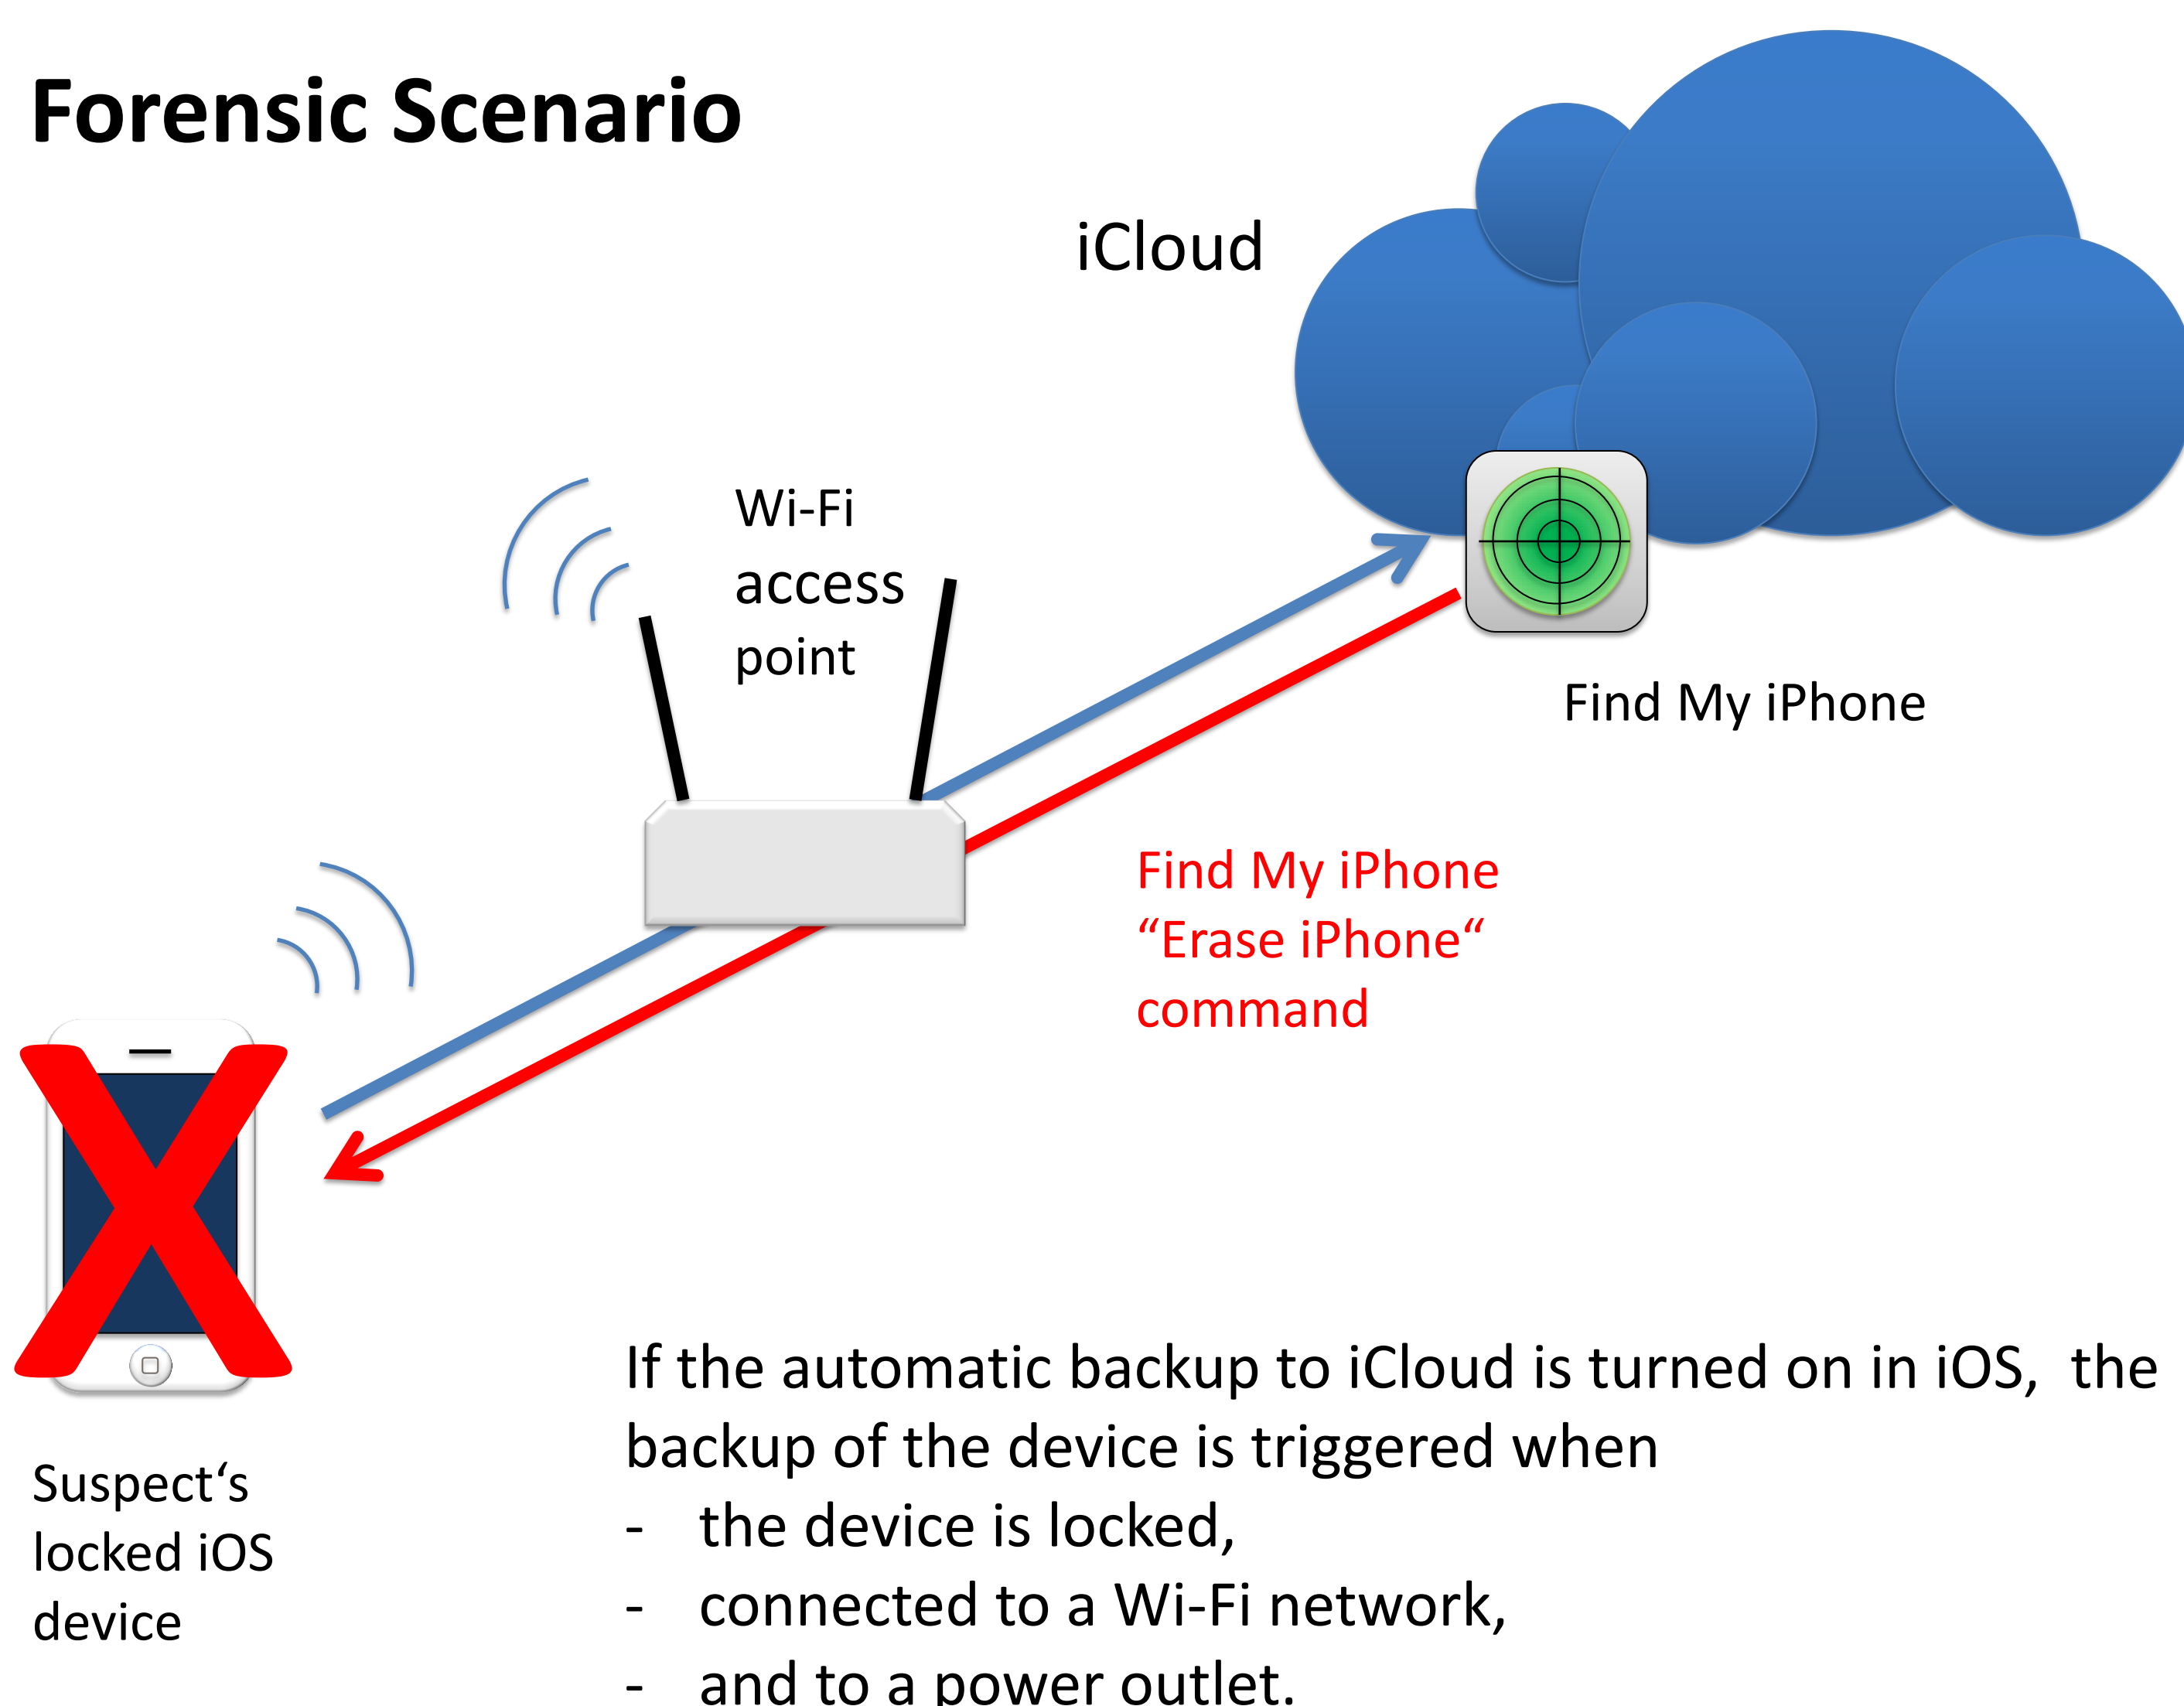 Forensic Scenario
iCloud
Wi-Fi
access
point
Find My iPhone
Find My iPhone
“Erase iPhone“
command
Suspect‘s
locked iOS
device
If the automatic backup to iCloud is turned on in iOS,  the
backup of the device is triggered when
-    the device is locked,
-    connected to a Wi-Fi network,
-    and to a power outlet.